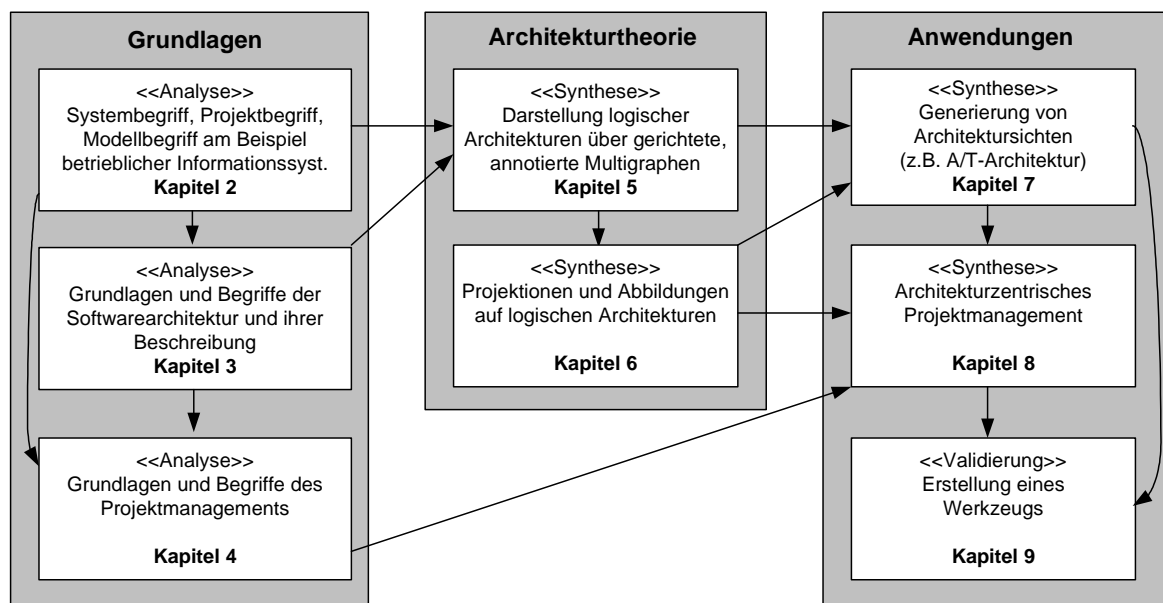 Grundlagen
<<Analyse>>
Systembegriff, Projektbegriff,
Modellbegriff am Beispiel
betrieblicher Informationssyst.
Kapitel 2
<<Analyse>>
Grundlagen und Begriffe der
Softwarearchitektur und ihrer
Beschreibung
Kapitel 3
<<Analyse>>
Grundlagen und Begriffe des
Projektmanagements
Kapitel 4
Architekturtheorie
<<Synthese>>
Darstellung logischer
Architekturen über gerichtete,
annotierte Multigraphen
Kapitel 5
<<Synthese>>
Projektionen und Abbildungen
auf logischen Architekturen
Kapitel 6
Anwendungen
<<Synthese>>
Generierung von
Architektursichten
(z.B. A/T-Architektur)
Kapitel 7
<<Synthese>>
Architekturzentrisches
Projektmanagement
Kapitel 8
<<Validierung>>
Erstellung eines
Werkzeugs
Kapitel 9